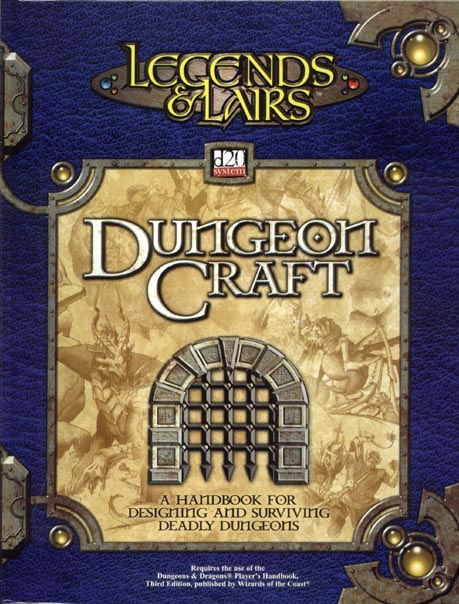 LEGENDS
& LAIRS™
d20
system
DUNGEON
CRAFT
A HANDBOOK FOR
DESIGNING AND SURVIVING
DEADLY DUNGEONS
Requires the use of the
Dungeons & Dragons® Player's Handbook,
Third Edition, published by Wizards of the Coast®